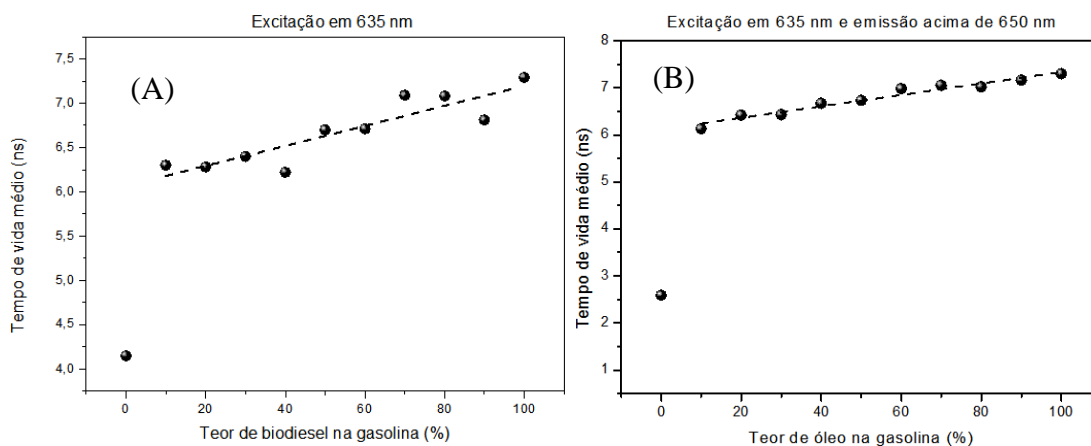 Excitação em 635 nm
(A)
7,5
7,0
6,5
6,0
5,5
5,0
4,5
4,0
Tempo de vida médio (ns)
0 20 40 60 80 100
Teor de biodiesel na gasolina (%)
Excitação em 635 nm e emissão acima de 650 nm
(B)
8
7
6
5
4
3
2
1
Tempo de vida médio (ns)
0 20 40 60 80 100
Teor de óleo na gasolina (%)